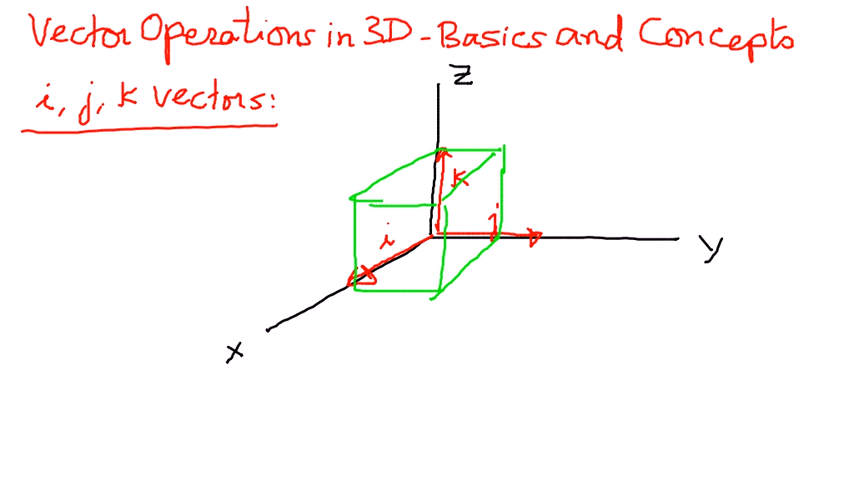 Vector Operations in 3D - Basics and Concepts
i, j, k vectors:
z
k
j
i
y
x